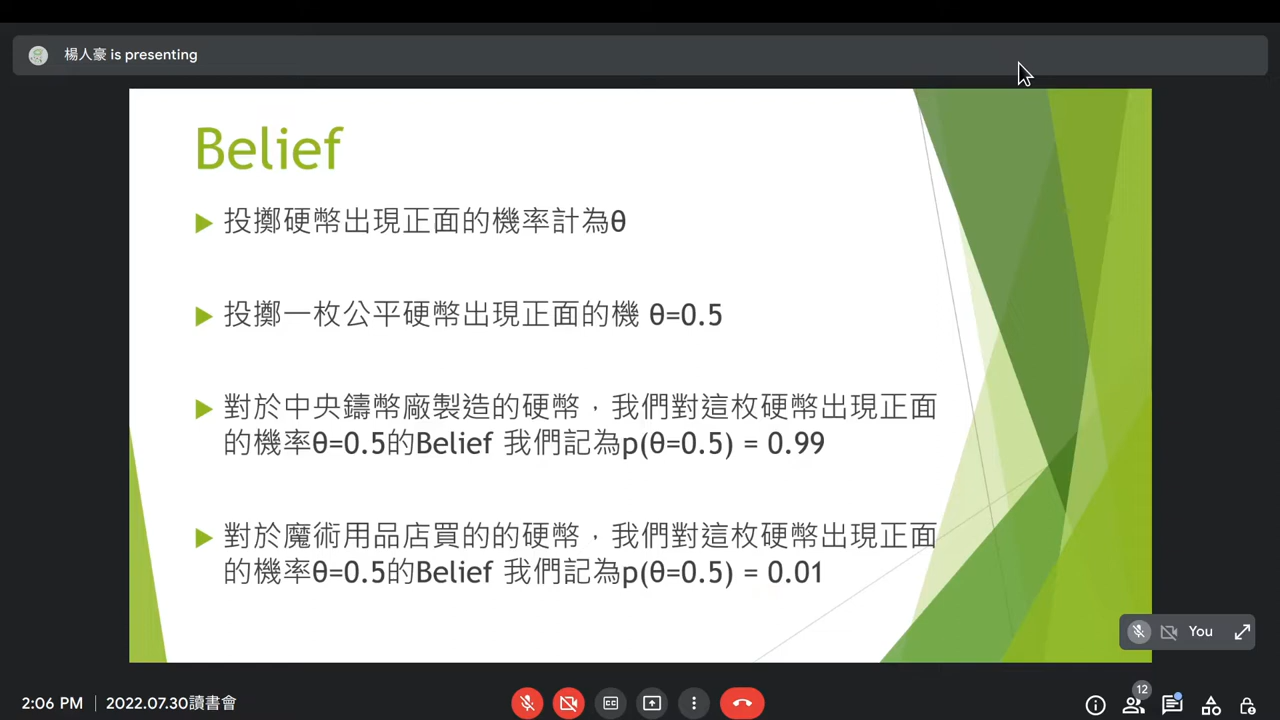 楊人豪 is presenting
Belief
投擲硬幣出現正面的機率計為θ
投擲一枚公平硬幣出現正面的機 θ=0.5
對於中央鑄幣廠製造的硬幣，我們對這枚硬幣出現正面
的機率θ=0.5的Belief 我們記為p(θ=0.5) = 0.99
對於魔術用品店買的的硬幣，我們對這枚硬幣出現正面
的機率θ=0.5的Belief 我們記為p(θ=0.5) = 0.01
You
2:06 PM | 2022.07.30讀書會
12